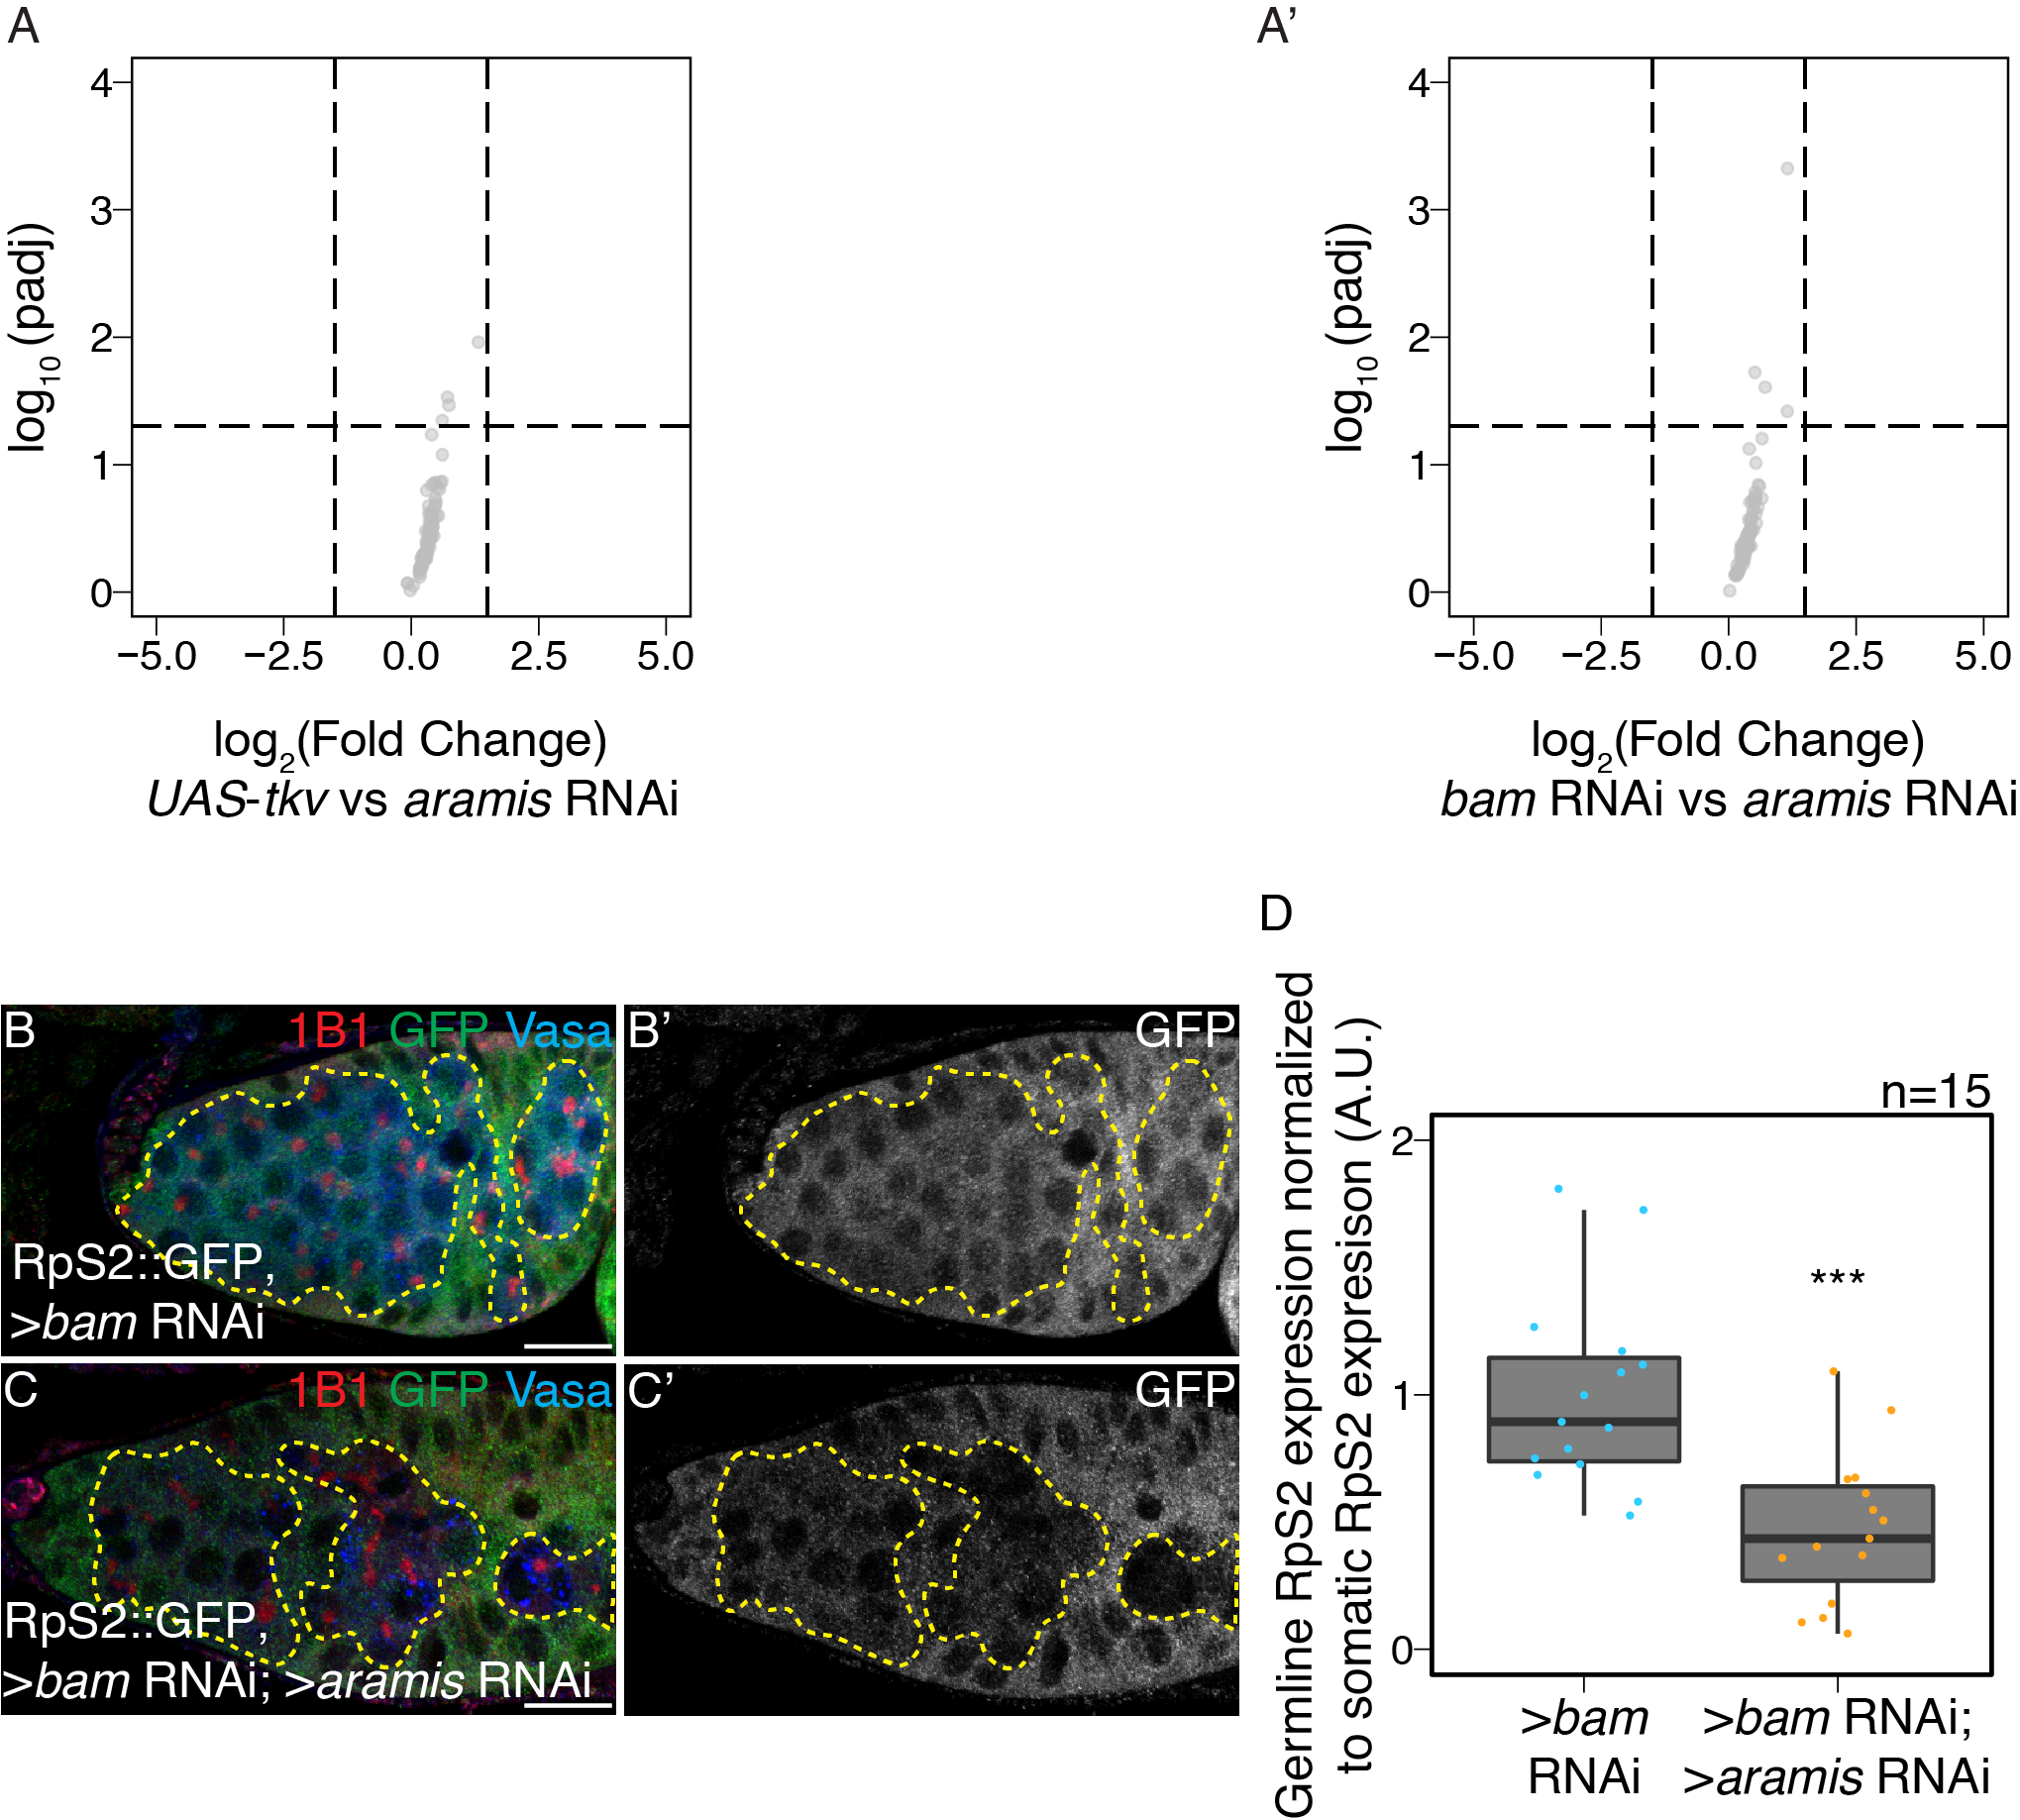 A
4
3
2
1
0
log10 (padj)
−5.0 −2.5 0.0 2.5 5.0
log2(Fold Change)
UAS-tkv vs aramis RNAi
A’
4
3
2
1
0
log10 (padj)
−5.0 −2.5 0.0 2.5 5.0
log2(Fold Change)
bam RNAi vs aramis RNAi
B 1B1 GFP Vasa
RpS2::GFP,
>bam RNAi
B’ GFP
C 1B1 GFP Vasa
RpS2::GFP,
>bam RNAi; >aramis RNAi
C’ GFP
D
Germline RpS2 expression normalized
to somatic RpS2 expresison (A.U.)
n=15
2
1
0
***
>bam
RNAi
>bam RNAi;
>aramis RNAi